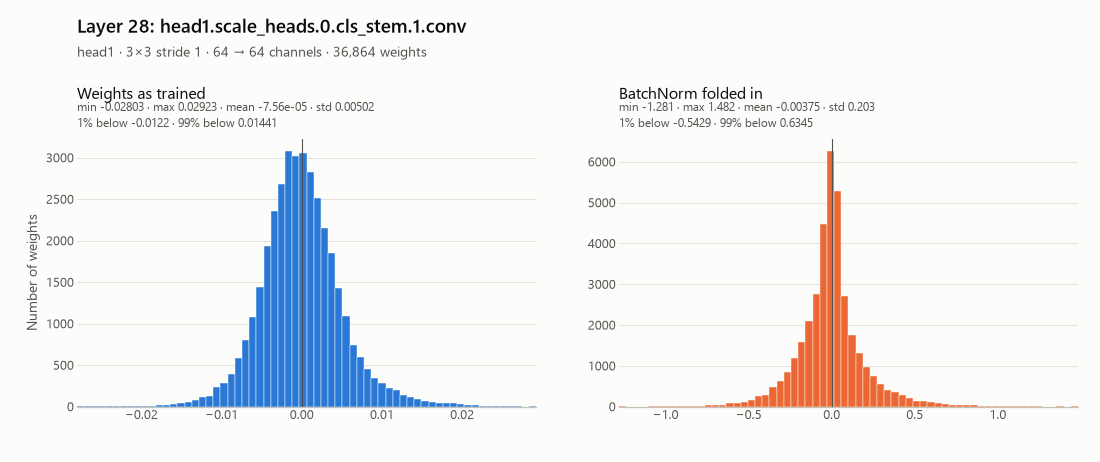 Layer 28: head1.scale_heads.0.cls_stem.1.conv
head1 · 3×3 stride 1 · 64 → 64 channels · 36,864 weights
Weights as trained
min -0.02803 · max 0.02923 · mean -7.56e-05 · std 0.00502
1% below -0.0122 · 99% below 0.01441
Number of weights
3000
2500
2000
1500
1000
500
0
−0.02
−0.01
0.00
0.01
0.02
BatchNorm folded in
min -1.281 · max 1.482 · mean -0.00375 · std 0.203
1% below -0.5429 · 99% below 0.6345
6000
5000
4000
3000
2000
1000
0
−1.0
−0.5
0.0
0.5
1.0